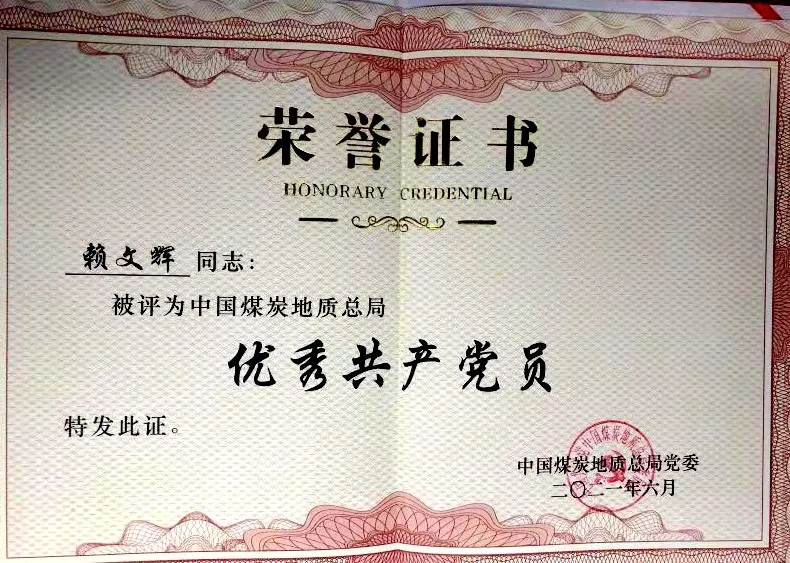 荣誉证书
HONORARY CREDENTIAL
赖文辉 同志：
被评为中国煤炭地质总局
优秀共产党员
特发此证。
中国煤炭地质总局党委
二〇二一年六月